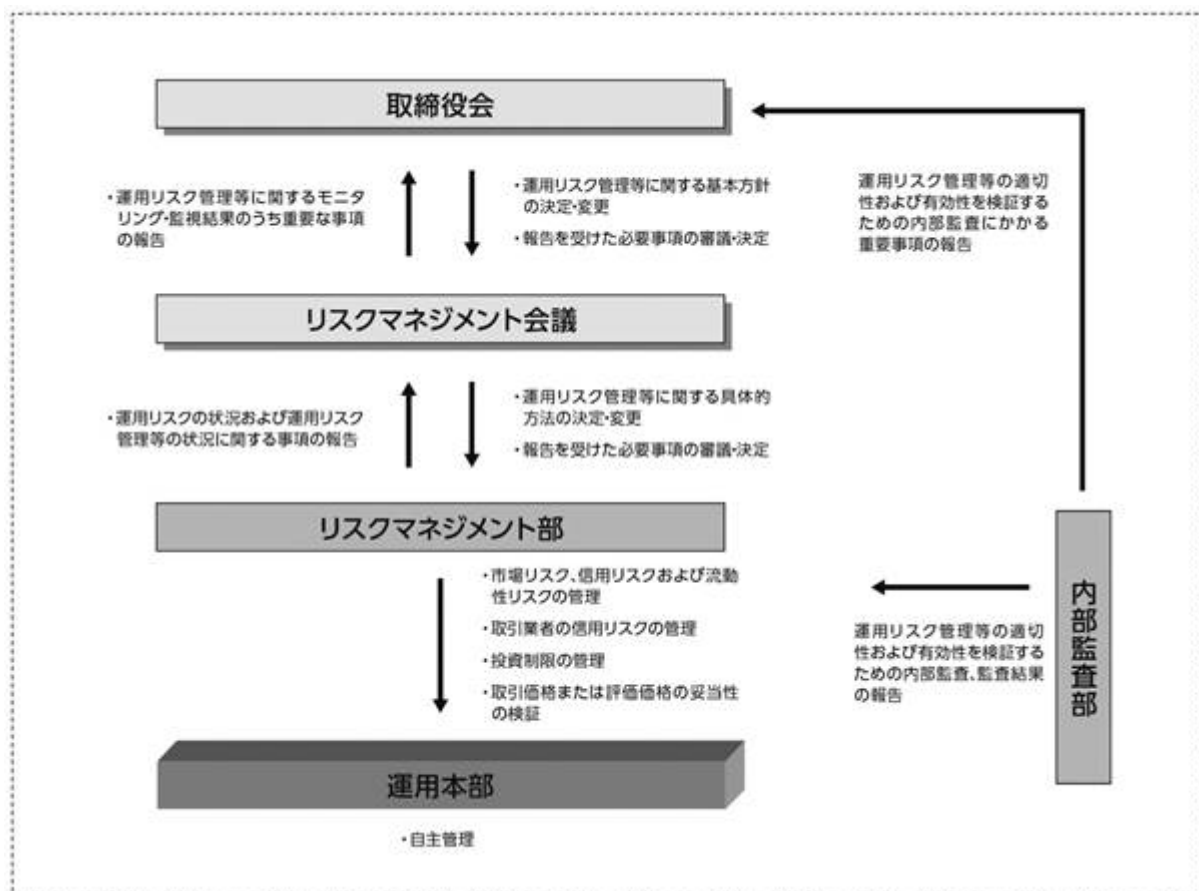 取締役会
・運用リスク管理等に関するモニタ
リング・監視結果のうち重要な事項
の報告
・運用リスク管理等に関する基本方針
の決定・変更
・報告を受けた必要事項の審議・決定
運用リスク管理等の適切
性および有効性を検証する
ための内部監査にかかる
重要事項の報告
リスクマネジメント会議
・運用リスクの状況および運用リスク
管理等の状況に関する事項の報告
・運用リスク管理等に関する具体的
方法の決定・変更
・報告を受けた必要事項の審議・決定
リスクマネジメント部
・市場リスク、信用リスクおよび流動
性リスクの管理
・取引業者の信用リスクの管理
・投資制限の管理
・取引価格または評価価格の妥当性
の検証
運用リスク管理等の適切
性および有効性を検証する
ための内部監査、監査結果
の報告
内部監査部
運用本部
・自主管理